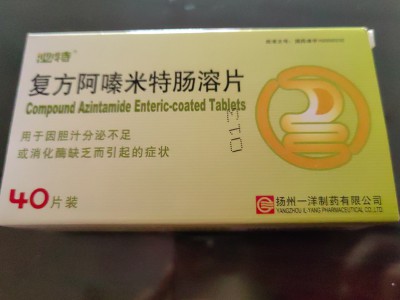 复方阿嗪米特肠溶片
Compound Azintamide Enteric-coated Tablets
用于因胆汁分泌不足
或消化酶缺乏而引起的症状
40片装
扬州一洋制药有限公司
YANGZHOU IL YANG PHARMACEUTICAL CO.,LTD